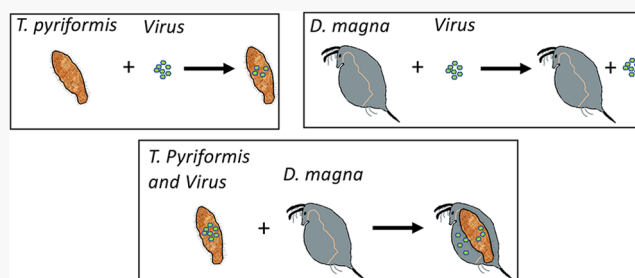 T. pyriformis Virus
+
D. magna Virus
+ +
T. Pyriformis
and Virus D. magna
+